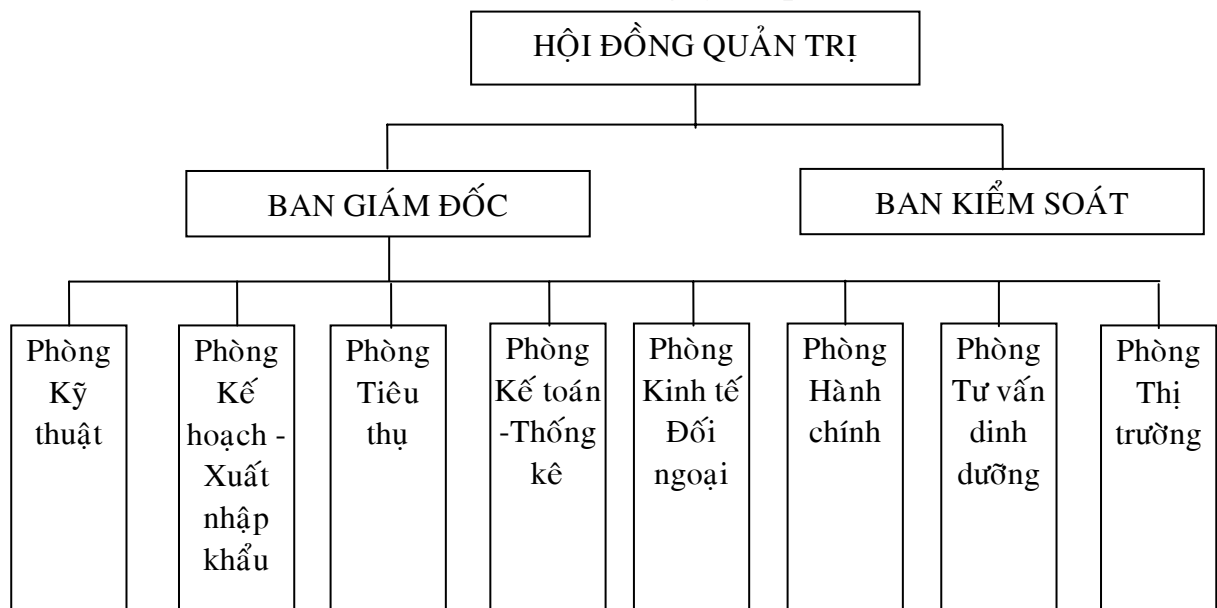 HỘI ĐỒNG QUẢN TRỊ
BAN GIÁM ĐỐC
BAN KIỂM SOÁT
Phòng
Kỹ
thuật
Phòng
Kế
hoạch -
Xuất
nhập
khẩu
Phòng
Tiêu
thụ
Phòng
Kế toán
-Thống
kê
Phòng
Kinh tế
Đối
ngoại
Phòng
Hành
chính
Phòng
Tư vấn
dinh
dưỡng
Phòng
Thị
trường